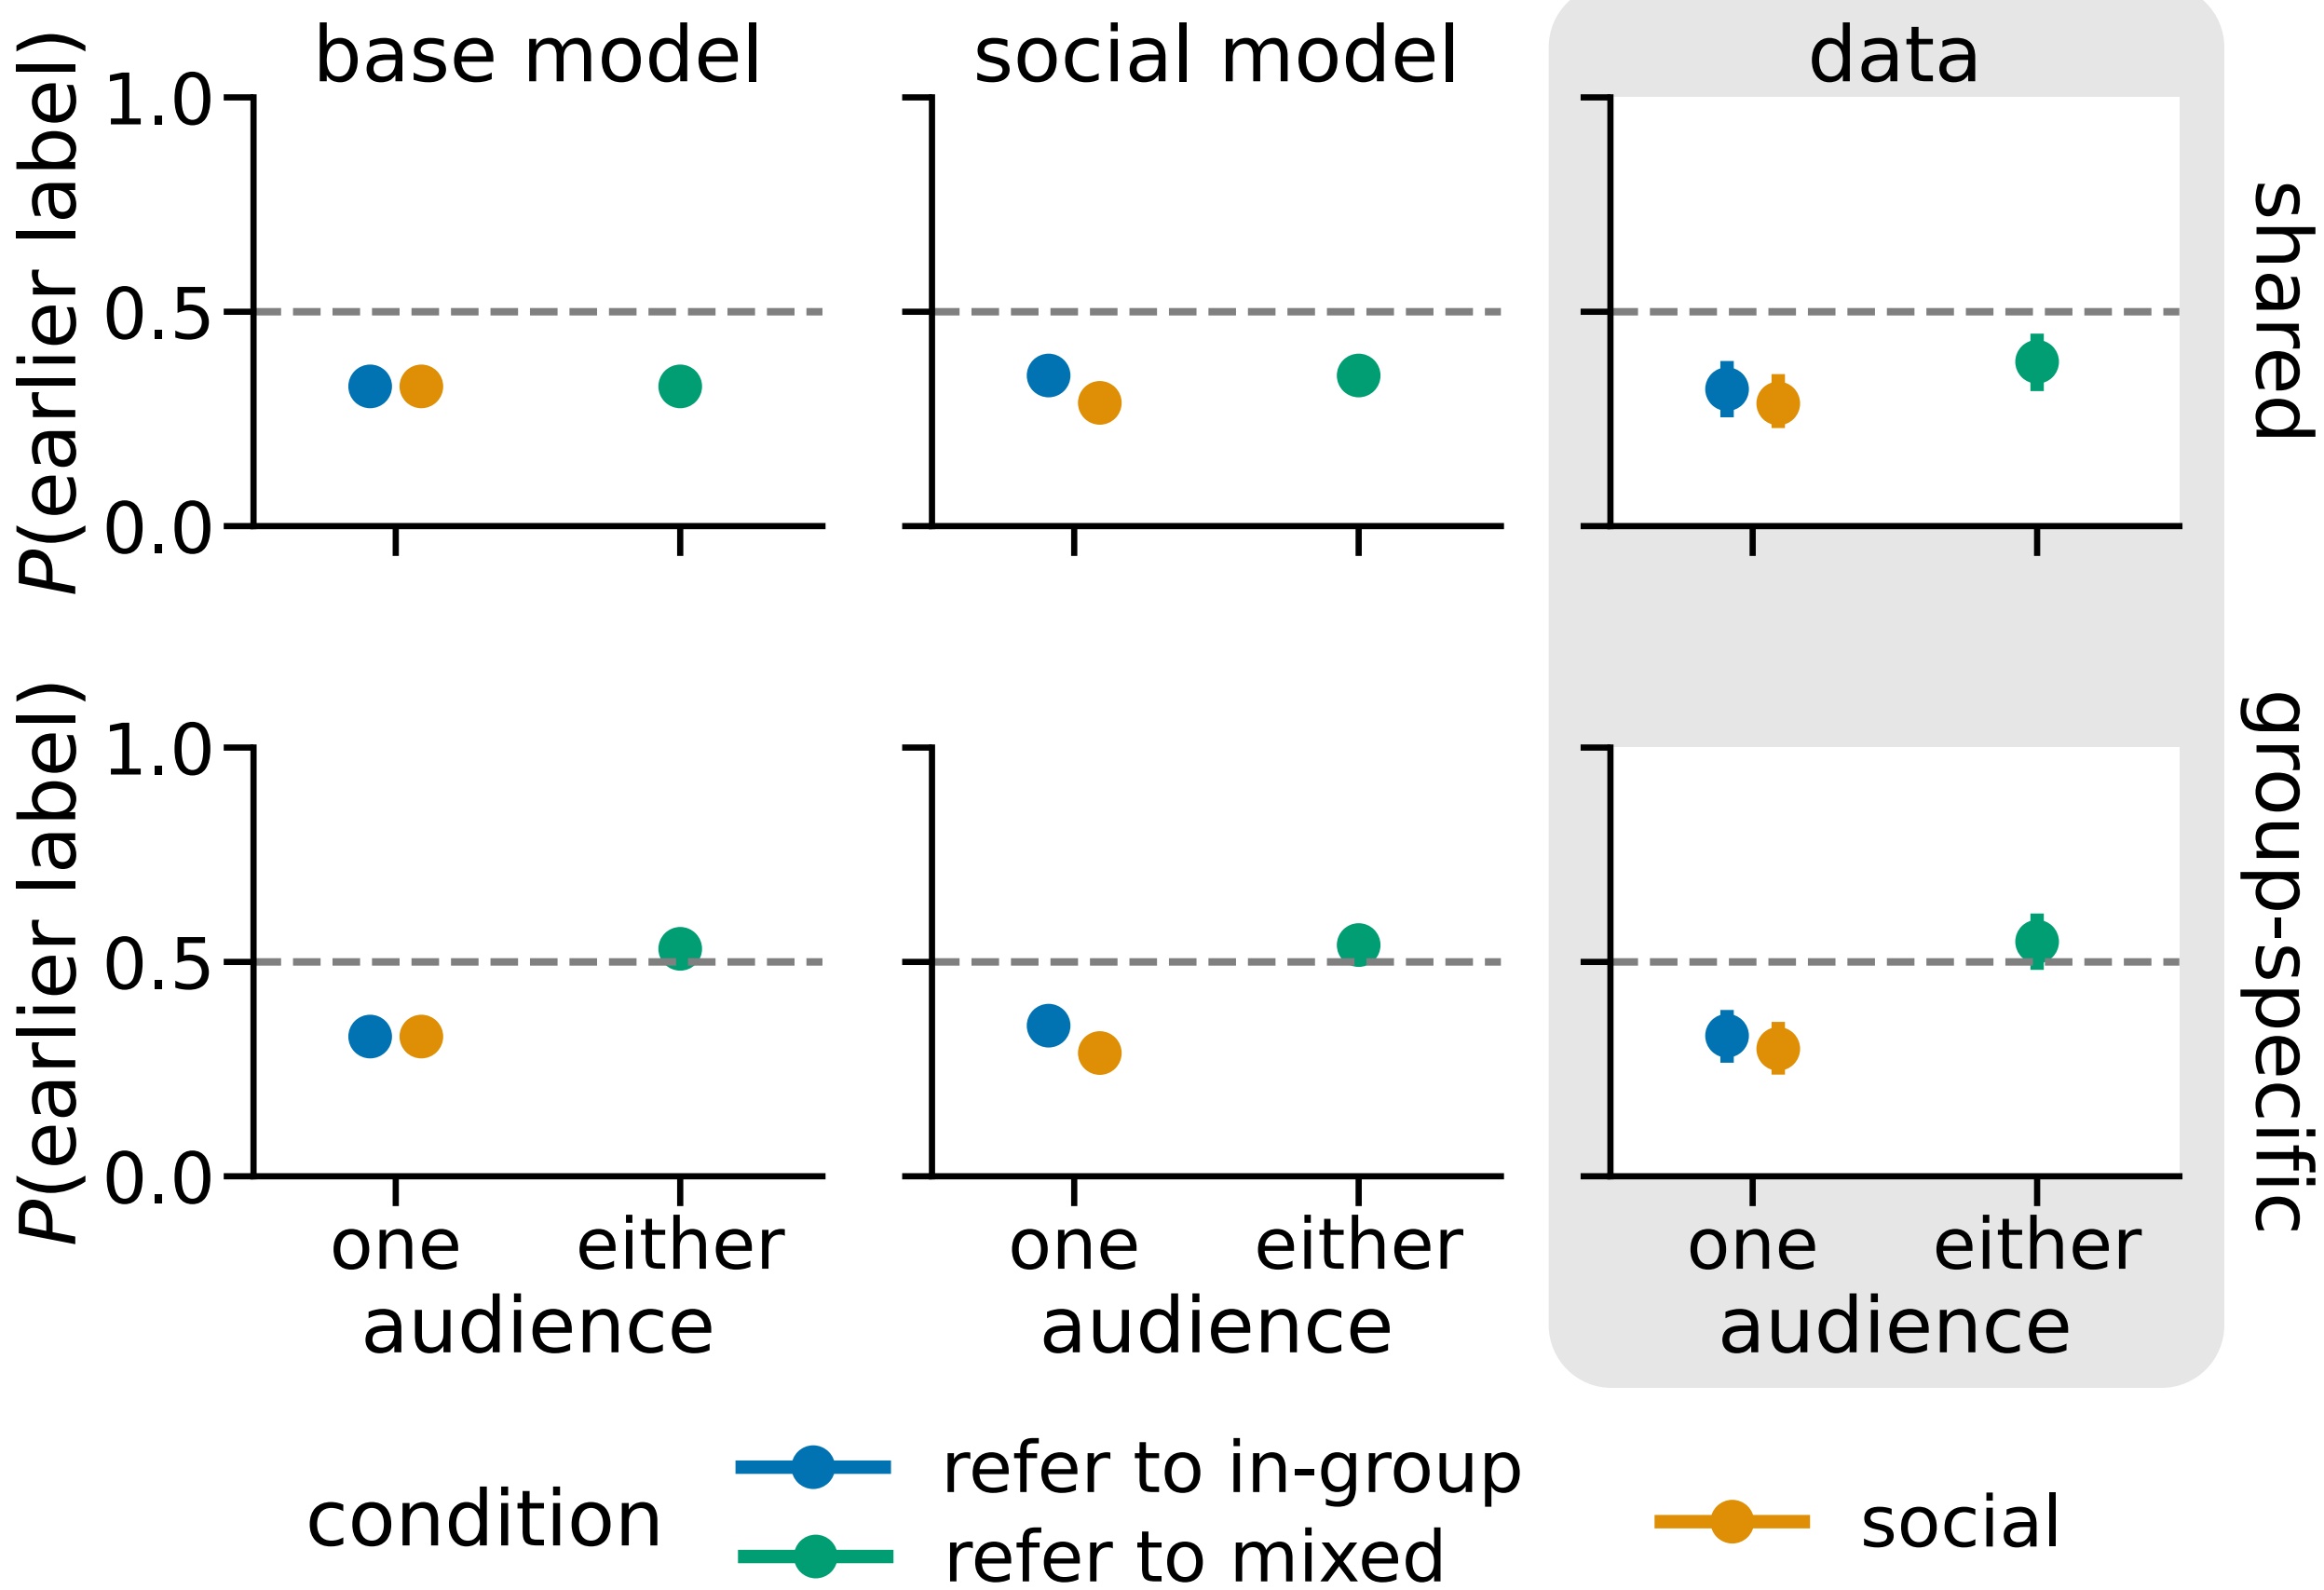 base model
social model
data
P(earlier label)
1.0
0.5
0.0
shared
P(earlier label)
1.0
0.5
0.0
group-specific
one either
audience
one either
audience
one either
audience
condition
refer to in-group
refer to mixed
social